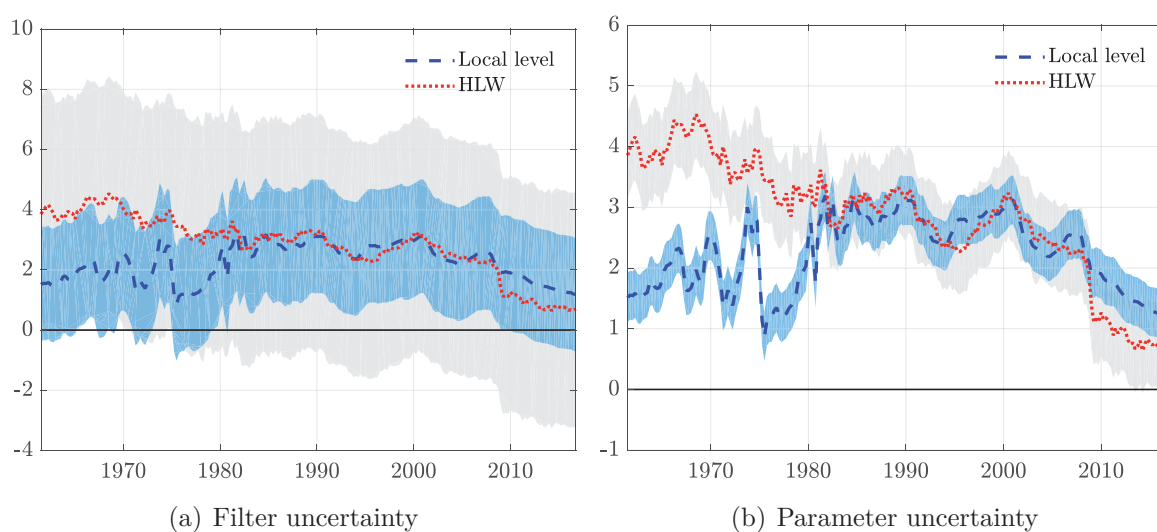 10
8
6
4
2
0
-2
-4
1970 1980 1990 2000 2010
Local level
HLW
(a) Filter uncertainty
6
5
4
3
2
1
0
-1
1970 1980 1990 2000 2010
Local level
HLW
(b) Parameter uncertainty